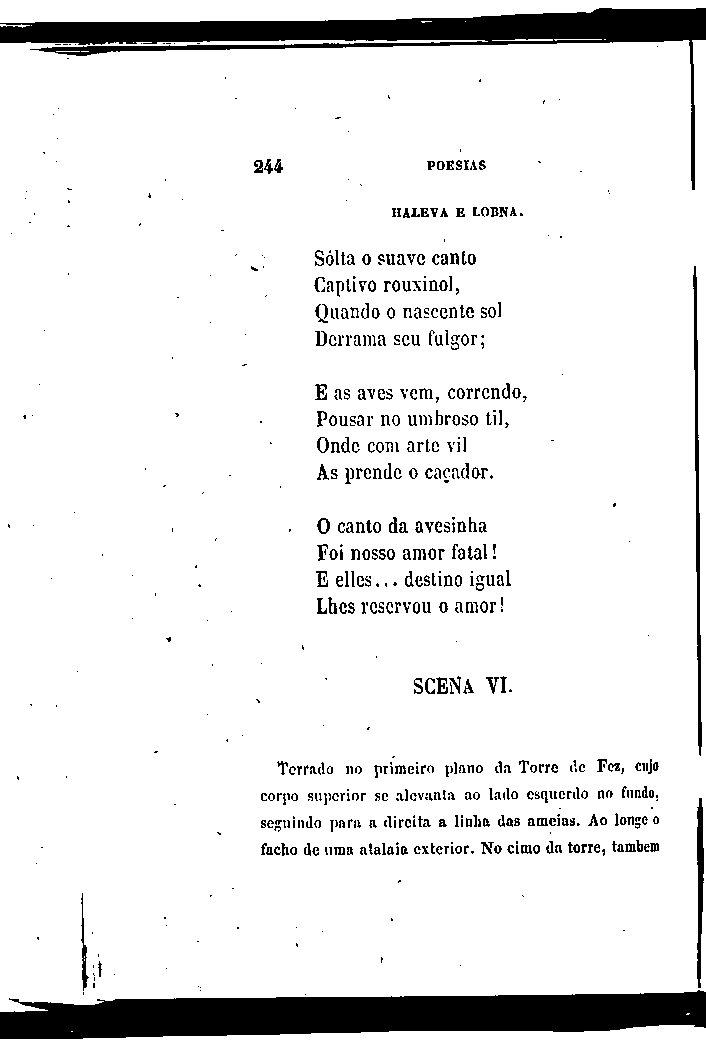 244 POESIAS
HALEVA E LOBNA.
Sólta o suave canto
Captivo rouxinol,
Quando o nascente sol
Derrama seu fulgor;
E as aves vem, correndo,
Pousar no umbroso til,
Onde com arte vil
As prende o caçador.
O canto da avesinha
Foi nosso amor fatal!
E elles... destino igual
Lhes reservou o amor!
SCENA VI.
Terrado no primeiro plano da Torre de Fez, cujo
corpo superior se alevanta ao lado esquerdo no fundo,
seguindo para a direita a linha das ameias. Ao longe o
facho de uma atalaia exterior. No cimo da torre, tambem